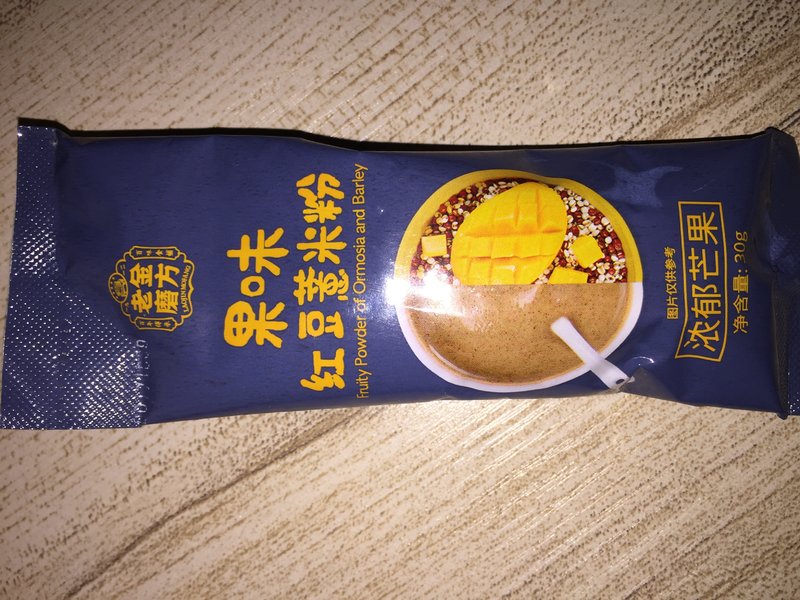 老金
磨方
LAOJINMOFANG
果味
红豆薏米粉
Fruity Powder of Ormosia and Barley
图片仅供参考
浓郁芒果
净含量: 30g